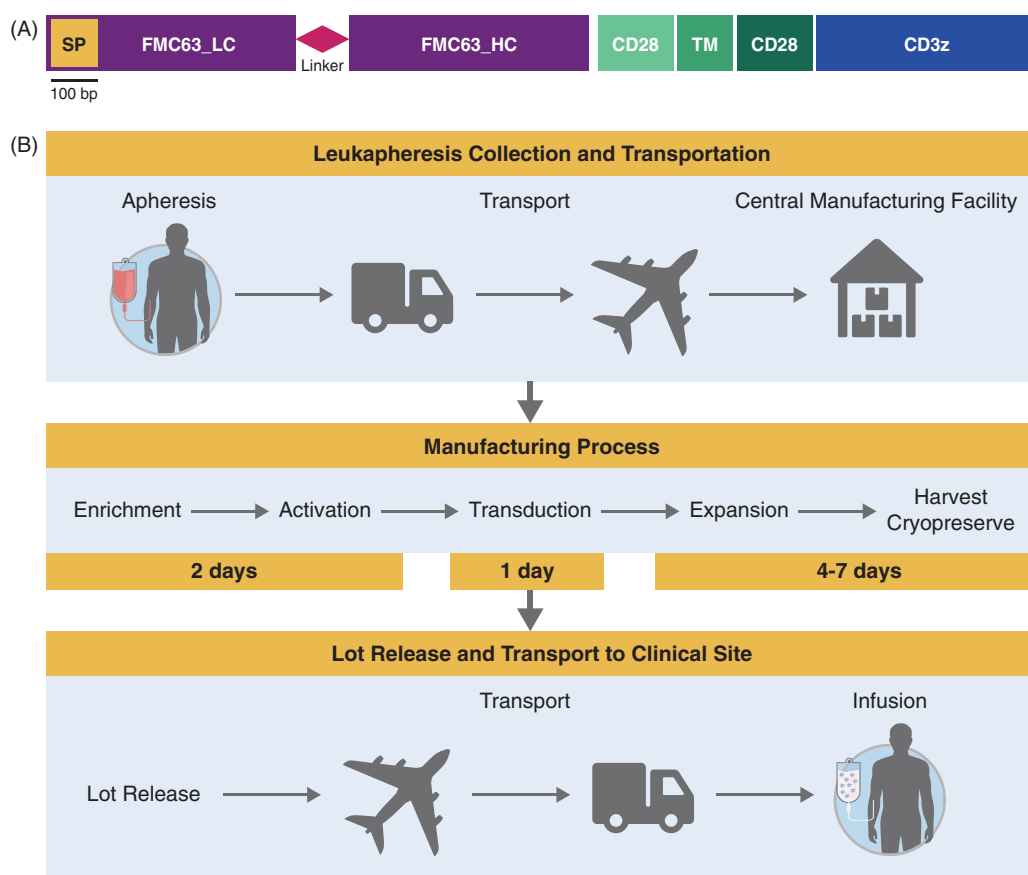 (A)
SP FMC63_LC Linker FMC63_HC CD28 TM CD28 CD3z
100 bp
(B)
Leukapheresis Collection and Transportation
Apheresis Transport Central Manufacturing Facility
Manufacturing Process
Enrichment Activation Transduction Expansion Harvest
Cryopreserve
2 days 1 day 4-7 days
Lot Release and Transport to Clinical Site
Transport Infusion
Lot Release